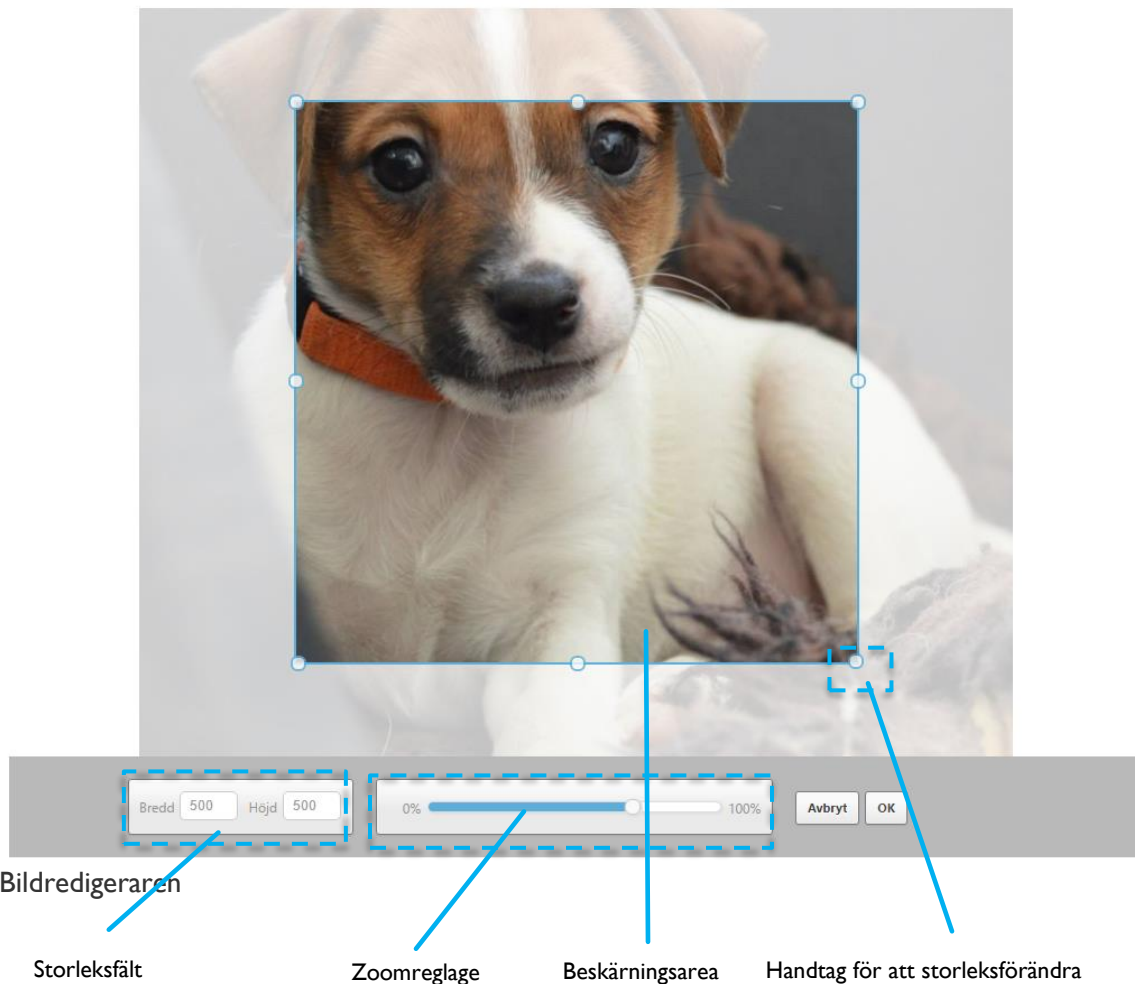 Bredd 500 Höjd 500 0% 100% Avbryt OK
Bildredigeraren
Storleksfält Zoomreglage Beskärningsarea Handtag för att storleksförändra